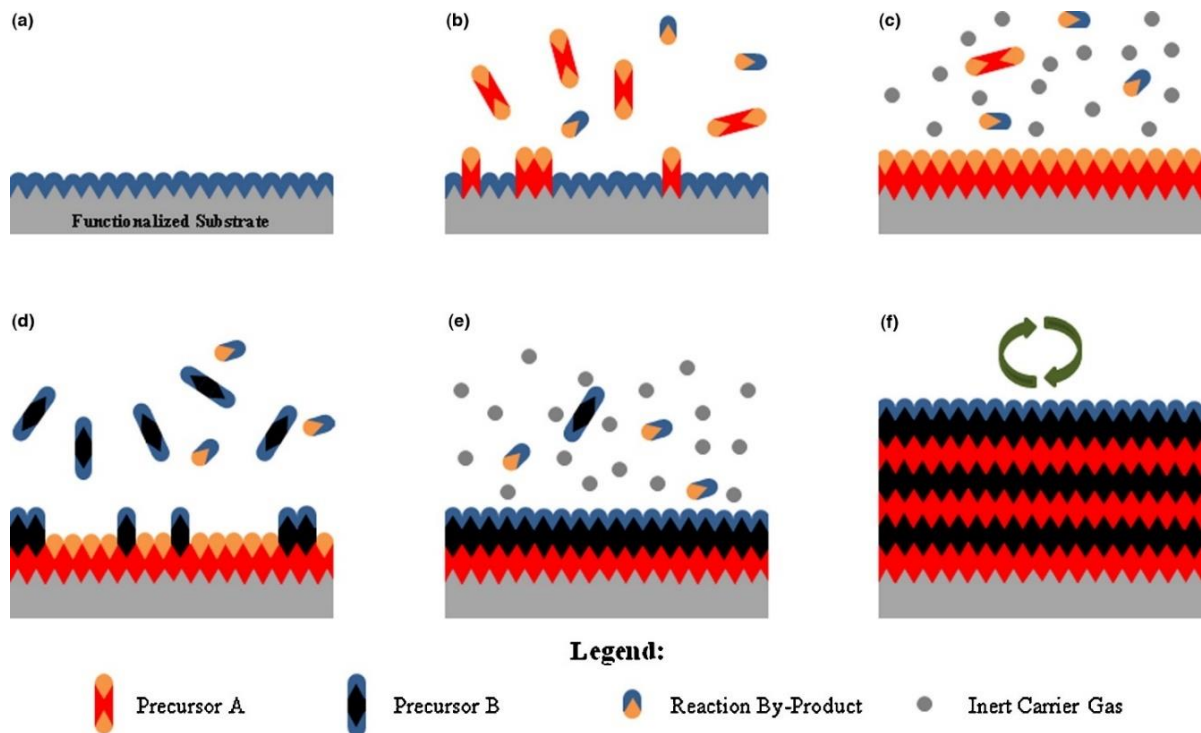 (a)
(b)
(c)
Functionalized Substrate
(d)
(e)
(f)
Legend:
Precursor A
Precursor B
Reaction By-Product
Inert Carrier Gas